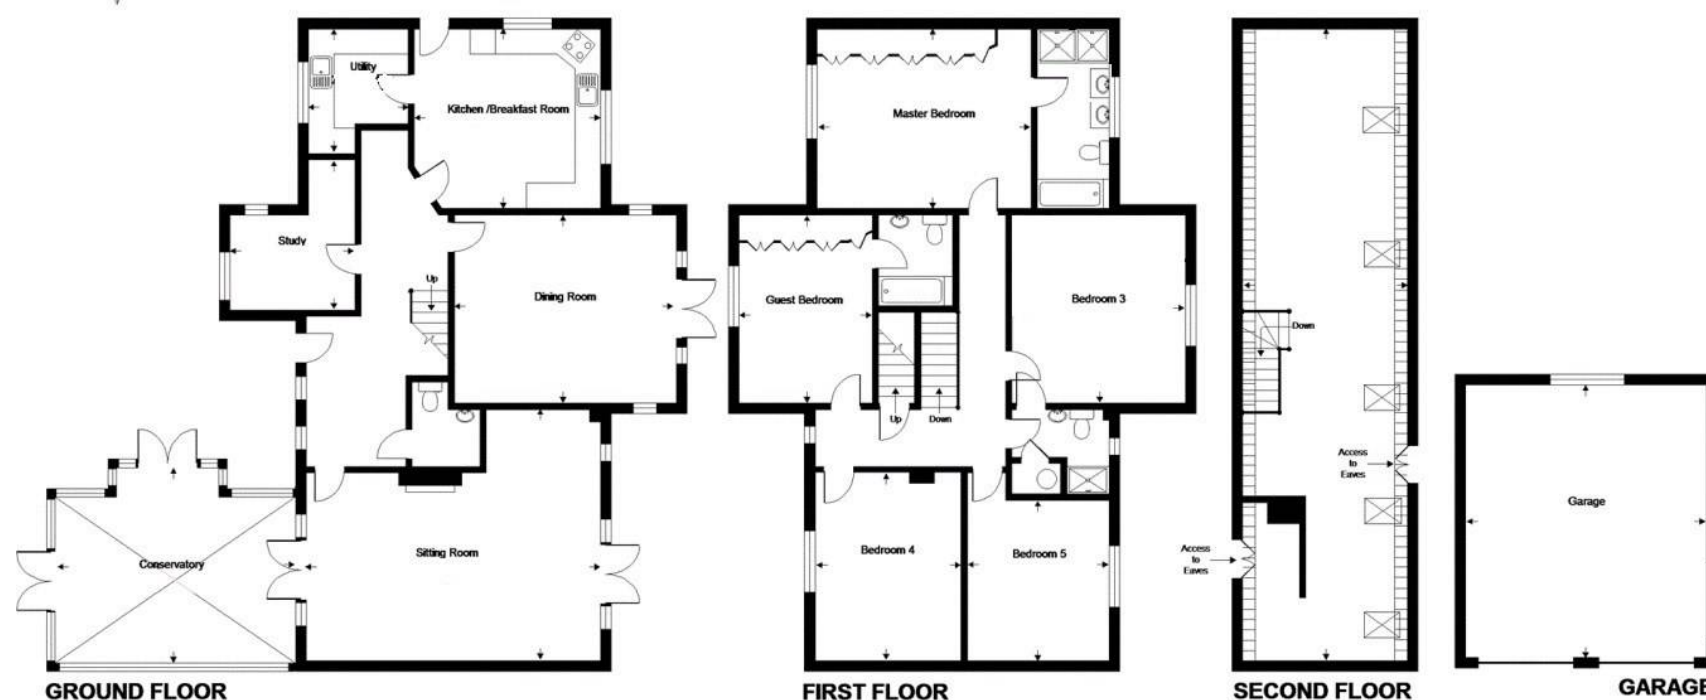 Utility
Kitchen /Breakfast Room
Study
Up
Dining Room
Sitting Room
Conservatory
GROUND FLOOR
Master Bedroom
Guest Bedroom
Bedroom 3
Up
Down
Bedroom 4
Bedroom 5
FIRST FLOOR
Down
Access
to
Eaves
Access
to
Eaves
SECOND FLOOR
Garage
GARAGE